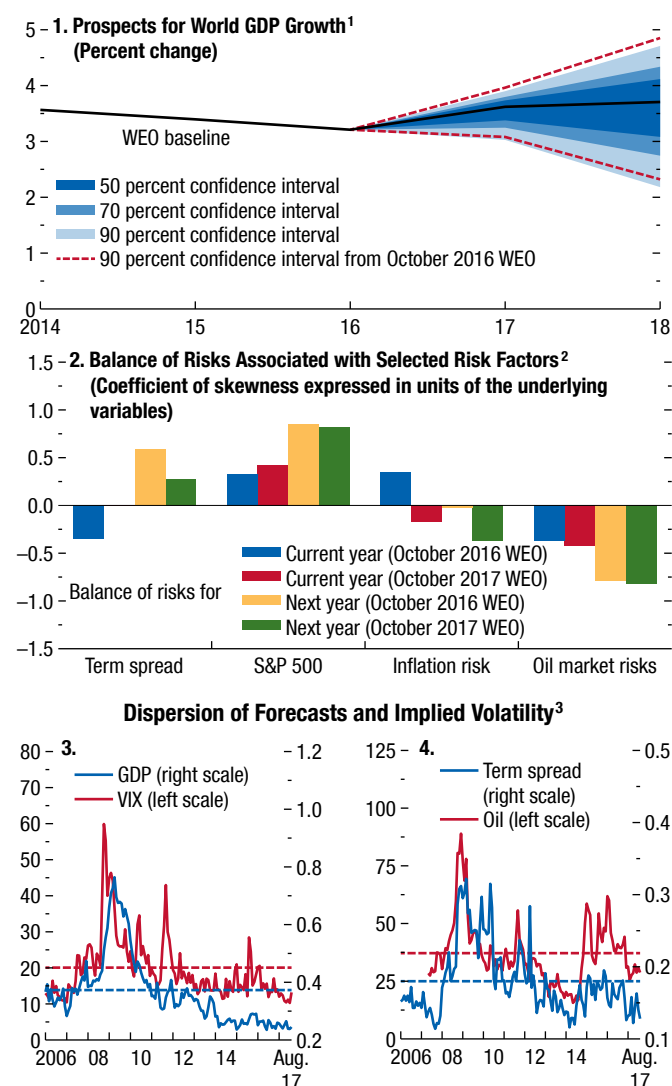 1. Prospects for World GDP Growth¹
(Percent change)
5
4
3
2
1
0
WEO baseline
50 percent confidence interval
70 percent confidence interval
90 percent confidence interval
90 percent confidence interval from October 2016 WEO
2014 15 16 17 18
2. Balance of Risks Associated with Selected Risk Factors²
(Coefficient of skewness expressed in units of the underlying
variables)
1.5
1.0
0.5
0.0
–0.5
–1.0
–1.5
Balance of risks for
Current year (October 2016 WEO)
Current year (October 2017 WEO)
Next year (October 2016 WEO)
Next year (October 2017 WEO)
Term spread S&P 500 Inflation risk Oil market risks
Dispersion of Forecasts and Implied Volatility³
3.
GDP (right scale)
VIX (left scale)
80
70
60
50
40
30
20
10
0
1.2
1.0
0.8
0.6
0.4
0.2
2006 08 10 12 14 Aug.
17
4.
Term spread
(right scale)
Oil (left scale)
125
100
75
50
25
0
0.5
0.4
0.3
0.2
0.1
2006 08 10 12 14 Aug.
17